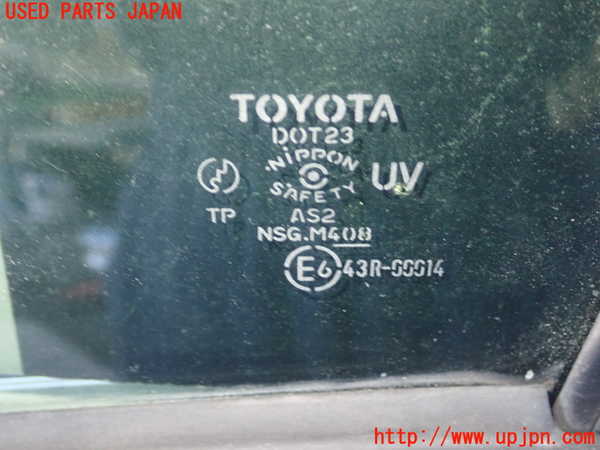 USED PARTS JAPAN
TOYOTA
DOT23
NIPPON
SAFETY
UV
TP
AS2
NSG.M408
E6 43R-00014
http://www.upjpn.com/